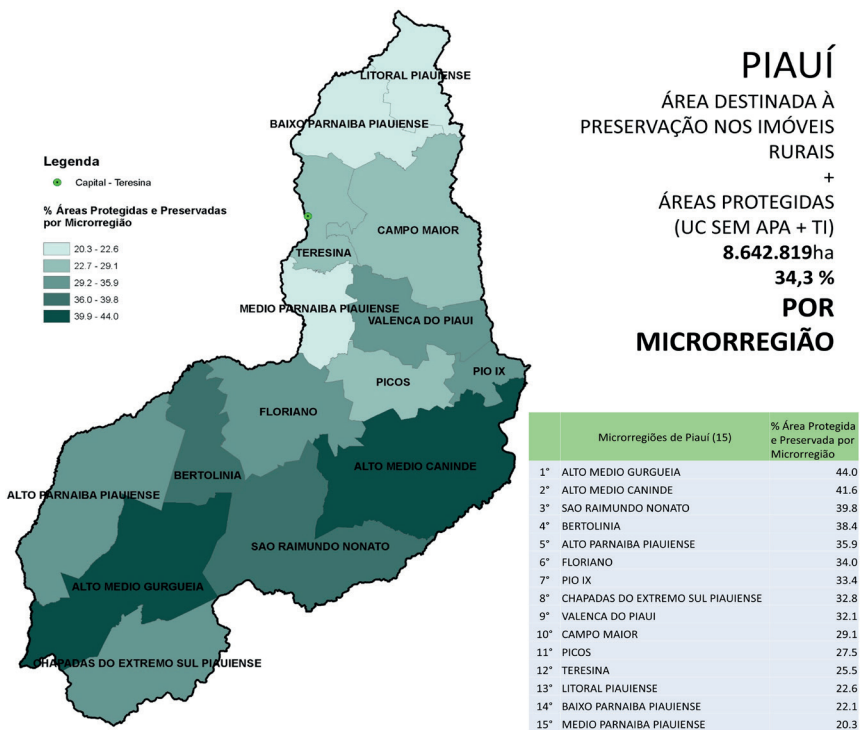 LITORAL PIAUIENSE
BAIXO PARNAIBA PIAUIENSE
Legenda
Capital - Teresina
% Áreas Protegidas e Preservadas
por Microrregião
20.3 - 22.6
22.7 - 29.1
29.2 - 35.9
36.0 - 39.8
39.9 - 44.0
CAMPO MAIOR
TERESINA
MEDIO PARNAIBA PIAUIENSE
VALENCA DO PIAUI
PIO IX
PICOS
FLORIANO
ALTO MEDIO CANINDE
BERTOLINIA
ALTO PARNAIBA PIAUIENSE
SAO RAIMUNDO NONATO
ALTO MEDIO GURGUEIA
CHAPADAS DO EXTREMO SUL PIAUIENSE
PIAUÍ
ÁREA DESTINADA À
PRESERVAÇÃO NOS IMÓVEIS
RURAIS
+
ÁREAS PROTEGIDAS
(UC SEM APA + TI)
8.642.819ha
34,3 %
POR
MICRORREGIÃO
Microrregiões de Piauí (15)
% Área Protegida
e Preservada por
Microrregião
1° ALTO MEDIO GURGUEIA 44.0
2° ALTO MEDIO CANINDE 41.6
3° SAO RAIMUNDO NONATO 39.8
4° BERTOLINIA 38.4
5° ALTO PARNAIBA PIAUIENSE 35.9
6° FLORIANO 34.0
7° PIO IX 33.4
8° CHAPADAS DO EXTREMO SUL PIAUIENSE 32.8
9° VALENCA DO PIAUI 32.1
10° CAMPO MAIOR 29.1
11° PICOS 27.5
12° TERESINA 25.5
13° LITORAL PIAUIENSE 22.6
14° BAIXO PARNAIBA PIAUIENSE 22.1
15° MEDIO PARNAIBA PIAUIENSE 20.3